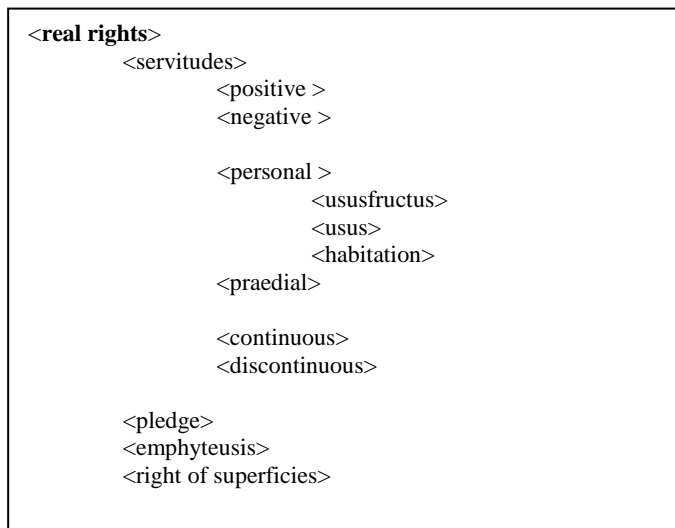 <real rights>
<servitudes>
<positive >
<negative >
<personal >
<ususfructus>
<usus>
<habitation>
<praedial>
<continuous>
<discontinuous>
<pledge>
<emphyteusis>
<right of superficies>